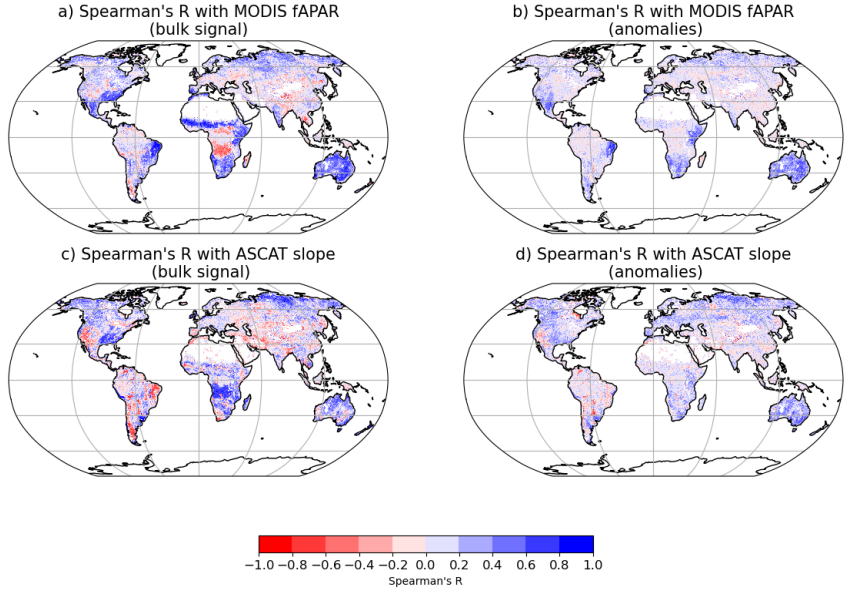 a) Spearman's R with MODIS fAPAR
(bulk signal)
b) Spearman's R with MODIS fAPAR
(anomalies)
c) Spearman's R with ASCAT slope
(bulk signal)
d) Spearman's R with ASCAT slope
(anomalies)
−1.0 −0.8 −0.6 −0.4 −0.2 0.0 0.2 0.4 0.6 0.8 1.0
Spearman's R